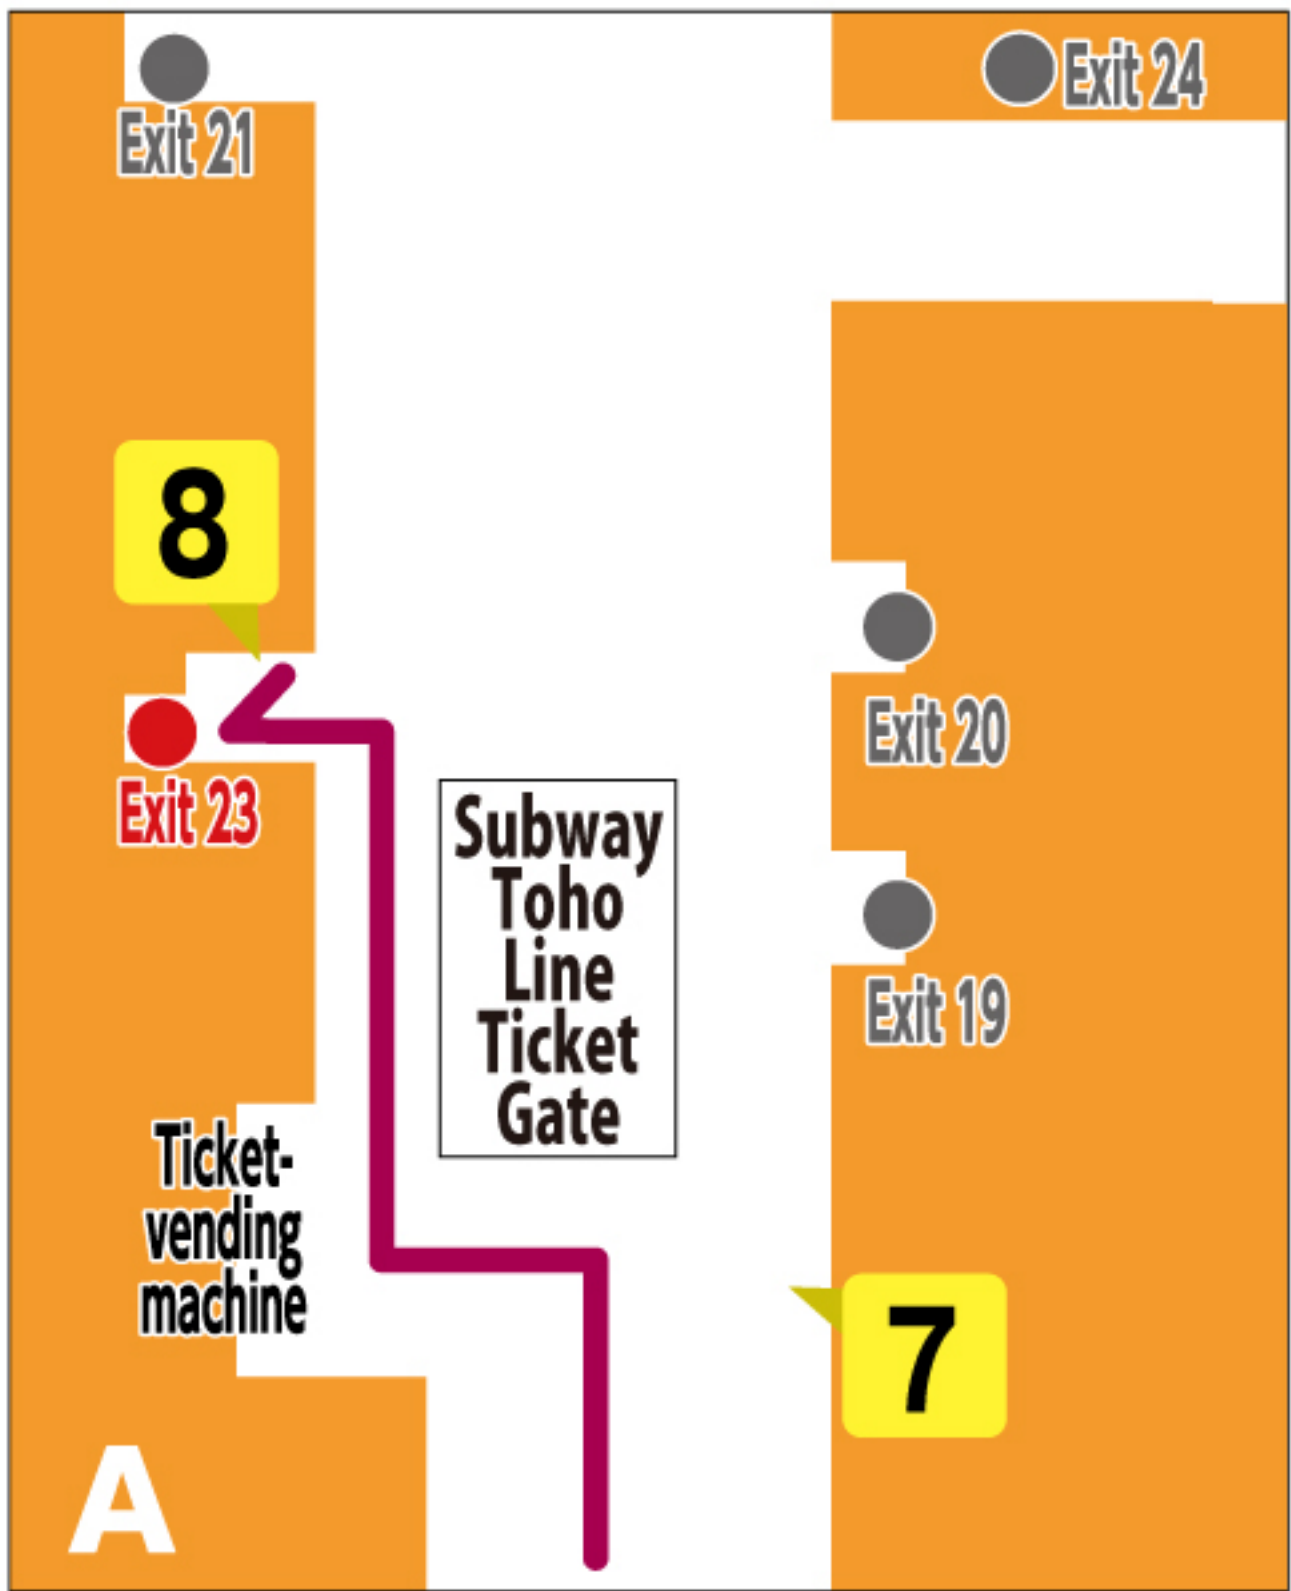 Exit 24
Exit 21
8
Exit 20
Exit 23
Subway
Toho
Line
Ticket
Gate
Exit 19
Ticket-
vending
machine
7
A